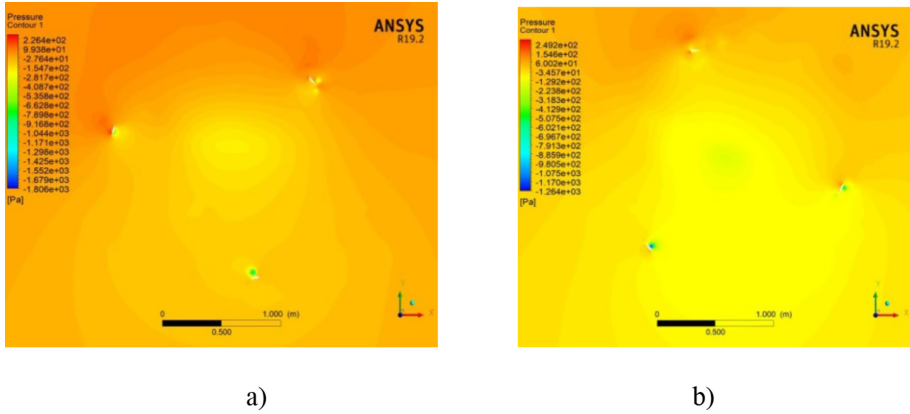 Pressure
Contour 1
2.264e+02
9.938e+01
-2.764e+01
-1.547e+02
-2.817e+02
-4.087e+02
-5.358e+02
-6.628e+02
-7.898e+02
-9.168e+02
-1.044e+03
-1.171e+03
-1.298e+03
-1.425e+03
-1.552e+03
-1.679e+03
-1.806e+03
[Pa]
ANSYS
R19.2
0
1.000
(m)
0.500
Y
X
Pressure
Contour 1
2.492e+02
1.546e+02
6.002e+01
-3.457e+01
-1.292e+02
-2.238e+02
-3.183e+02
-4.129e+02
-5.075e+02
-6.021e+02
-6.967e+02
-7.913e+02
-8.859e+02
-9.805e+02
-1.075e+03
-1.170e+03
-1.264e+03
[Pa]
ANSYS
R19.2
0
1.000
(m)
0.500
X
a)
b)